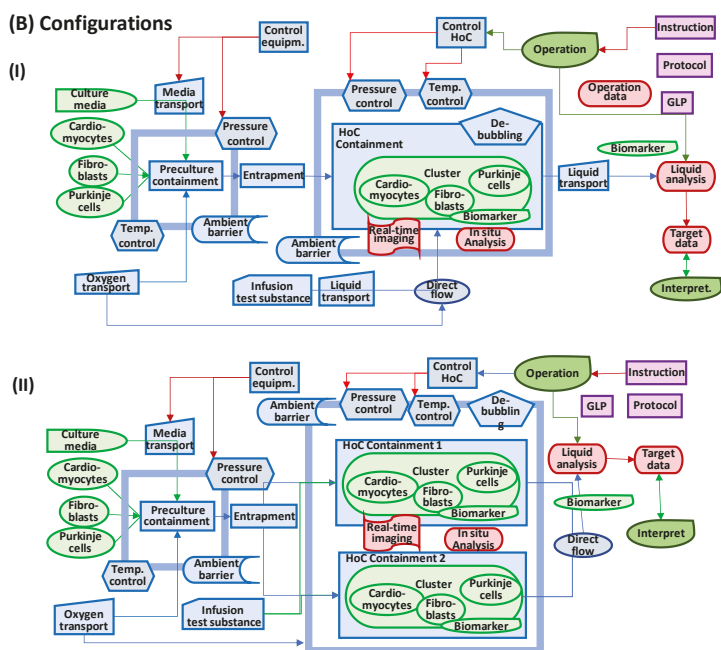 (B) Configurations
(I)
Control
equipm.
Control
HoC
Operation
Instruction
Protocol
GLP
Operation
data
Culture
media
Media
transport
Pressure
control
Temp.
control
Cardio-
myocytes
Fibro-
blasts
Purkinje
cells
Pressure
control
Preculture
containment
Entrapment
HoC
Containment
De-
bubbling
Cluster
Cardio-
myocytes
Fibro-
blasts
Purkinje
cells
Biomarker
Liquid
transport
Biomarker
Liquid
analysis
Temp.
control
Ambient
barrier
Ambient
barrier
Real-time
imaging
In situ
Analysis
Target
data
Oxygen
transport
Infusion
test substance
Liquid
transport
Direct
flow
Interpret.
(II)
Control
equipm.
Control
HoC
Operation
Instruction
GLP
Protocol
Ambient
barrier
Pressure
control
Temp.
control
De-
bubblin
g
Culture
media
Media
transport
Cardio-
myocytes
Fibro-
blasts
Purkinje
cells
Pressure
control
Preculture
containment
Entrapment
HoC Containment 1
Cluster
Cardio-
myocytes
Fibro-
blasts
Purkinje
cells
Biomarker
Liquid
analysis
Target
data
Biomarker
Real-time
imaging
In situ
Analysis
Direct
flow
Interpret
Temp.
control
Ambient
barrier
HoC Containment 2
Cluster
Cardio-
myocytes
Fibro-
blasts
Purkinje
cells
Biomarker
Oxygen
transport
Infusion
test substance